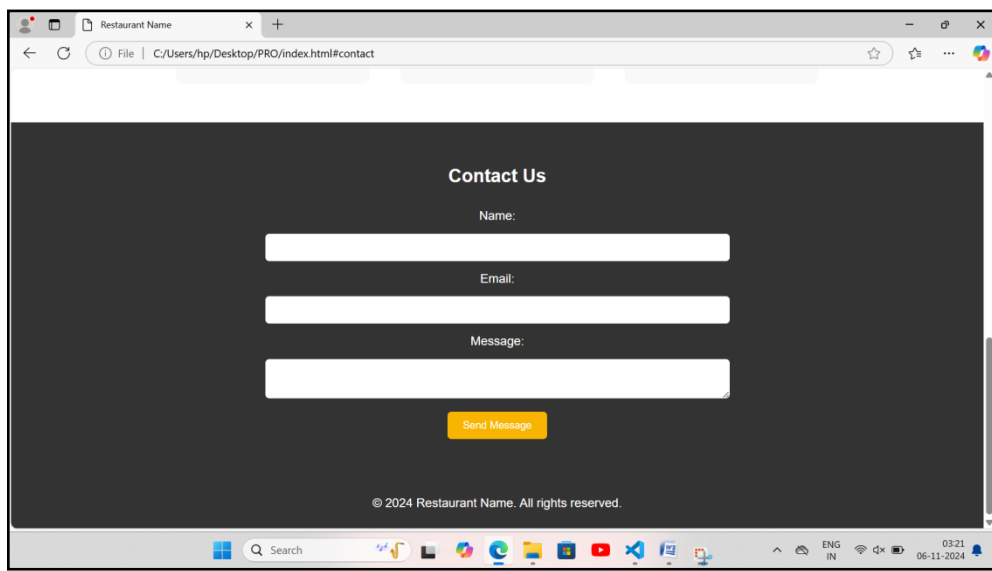 Restaurant Name
File | C:/Users/hp/Desktop/PRO/index.html#contact
Contact Us
Name:
Email:
Message:
Send Message
© 2024 Restaurant Name. All rights reserved.
Search
ENG
IN
03:21
06-11-2024